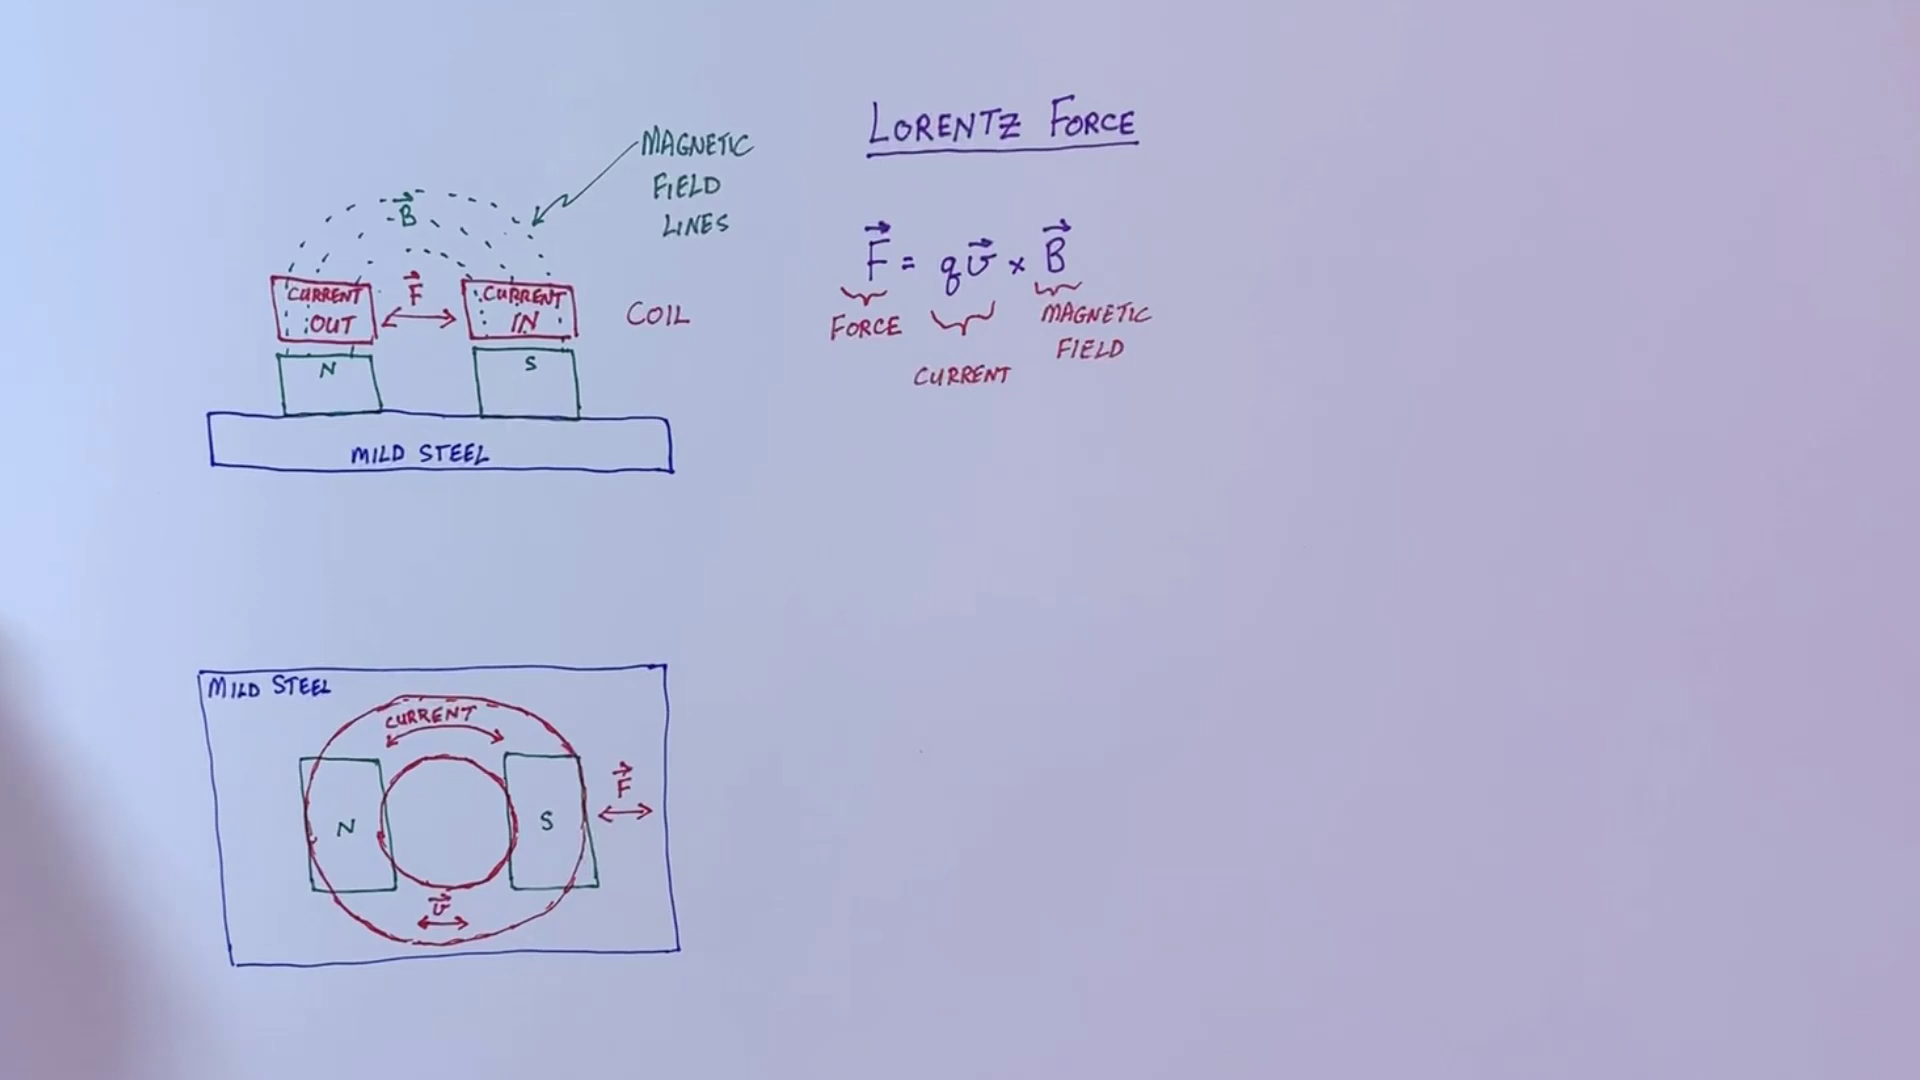 LORENTZ FORCE
MAGNETIC
FIELD
LINES
B
CURRENT
OUT
F
CURRENT
IN
COIL
N
S
MILD STEEL
F = qv × B
FORCE
CURRENT
MAGNETIC
FIELD
MILD STEEL
CURRENT
N
S
F
v